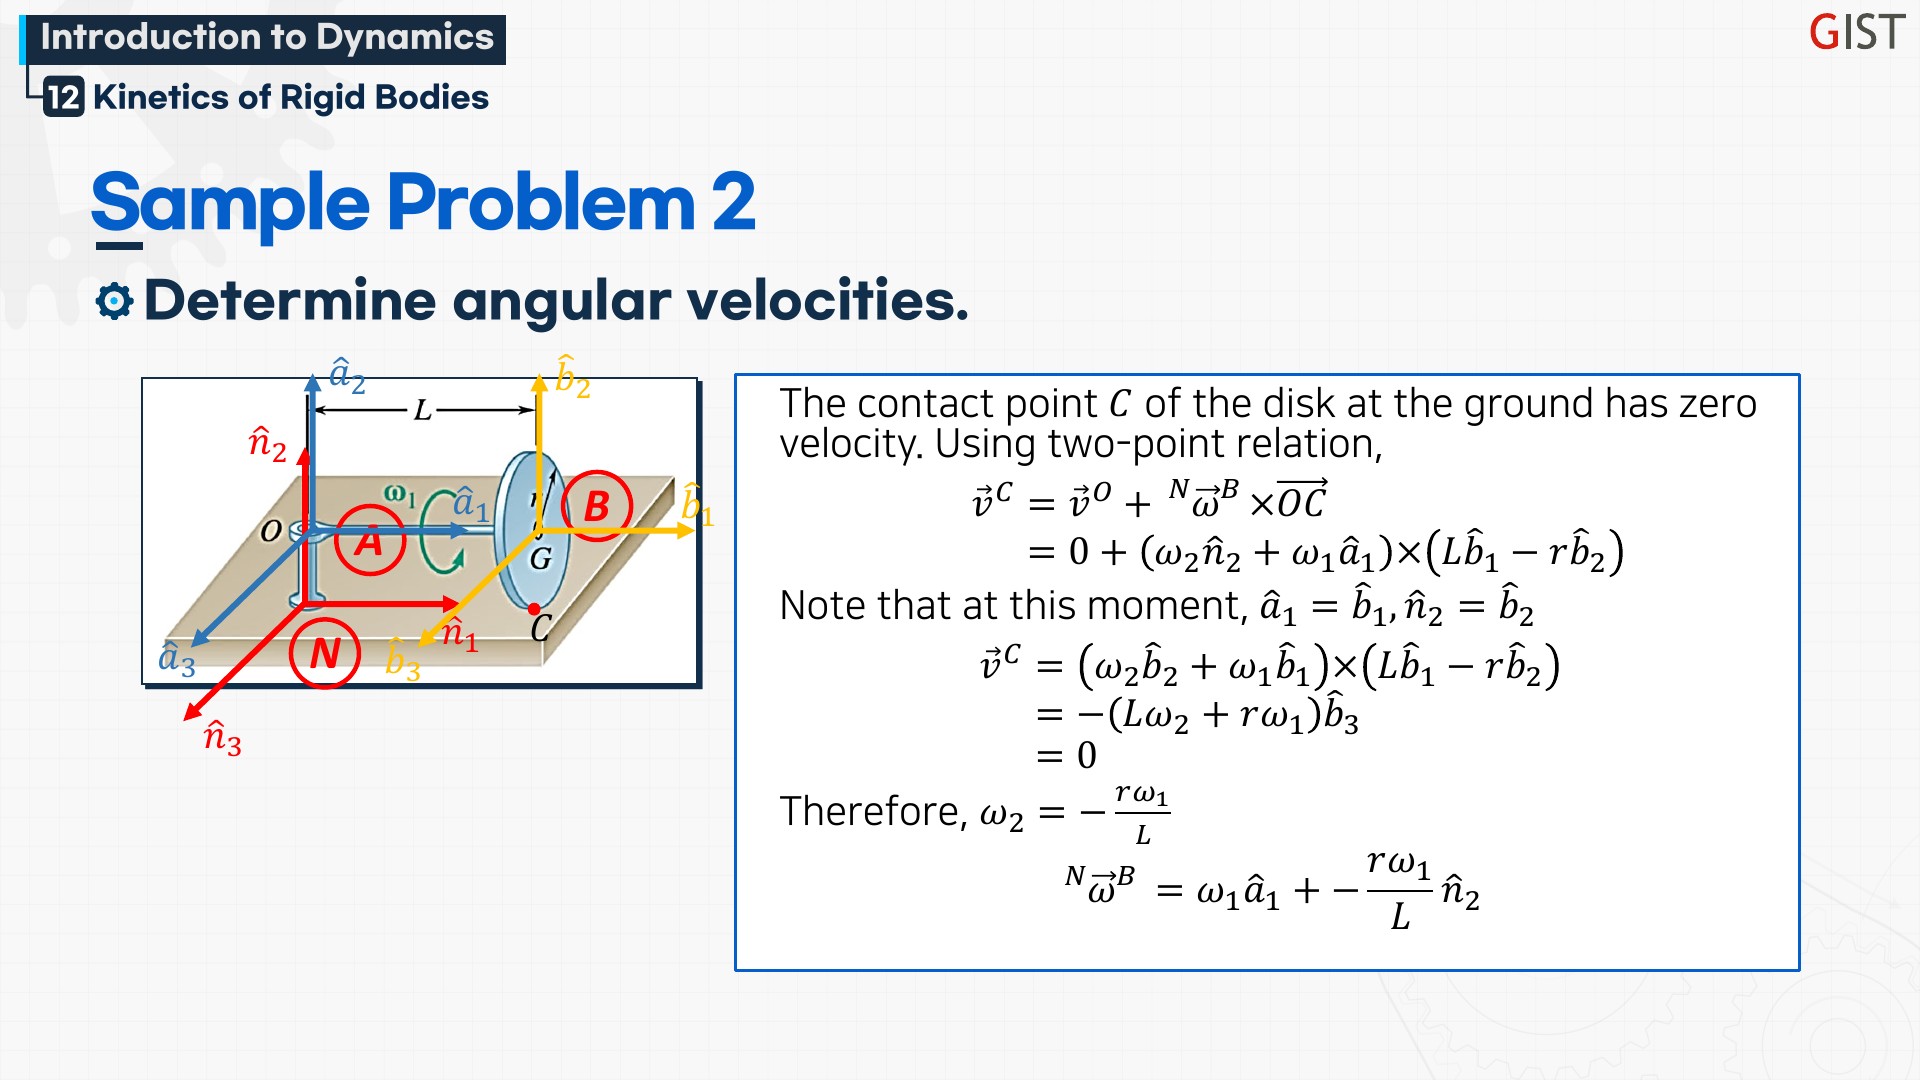 Introduction to Dynamics
GIST
12 Kinetics of Rigid Bodies
Sample Problem 2
Determine angular velocities.
â₂
b̂₂
L
n̂₂
ω₁
â₁
r
B
b̂₁
O
A
G
C
n̂₁
N
â₃
b̂₃
n̂₃
The contact point C of the disk at the ground has zero
velocity. Using two-point relation,
v⃗ᶜ = v⃗ᴼ + ᴺω⃗ᴮ × OC⃗
= 0 + (ω₂n̂₂ + ω₁â₁)×(Lb̂₁ − rb̂₂)
Note that at this moment, â₁ = b̂₁, n̂₂ = b̂₂
v⃗ᶜ = (ω₂b̂₂ + ω₁b̂₁)×(Lb̂₁ − rb̂₂)
= −(Lω₂ + rω₁)b̂₃
= 0
Therefore, ω₂ = − rω₁/L
ᴺω⃗ᴮ = ω₁â₁ + − rω₁/L n̂₂